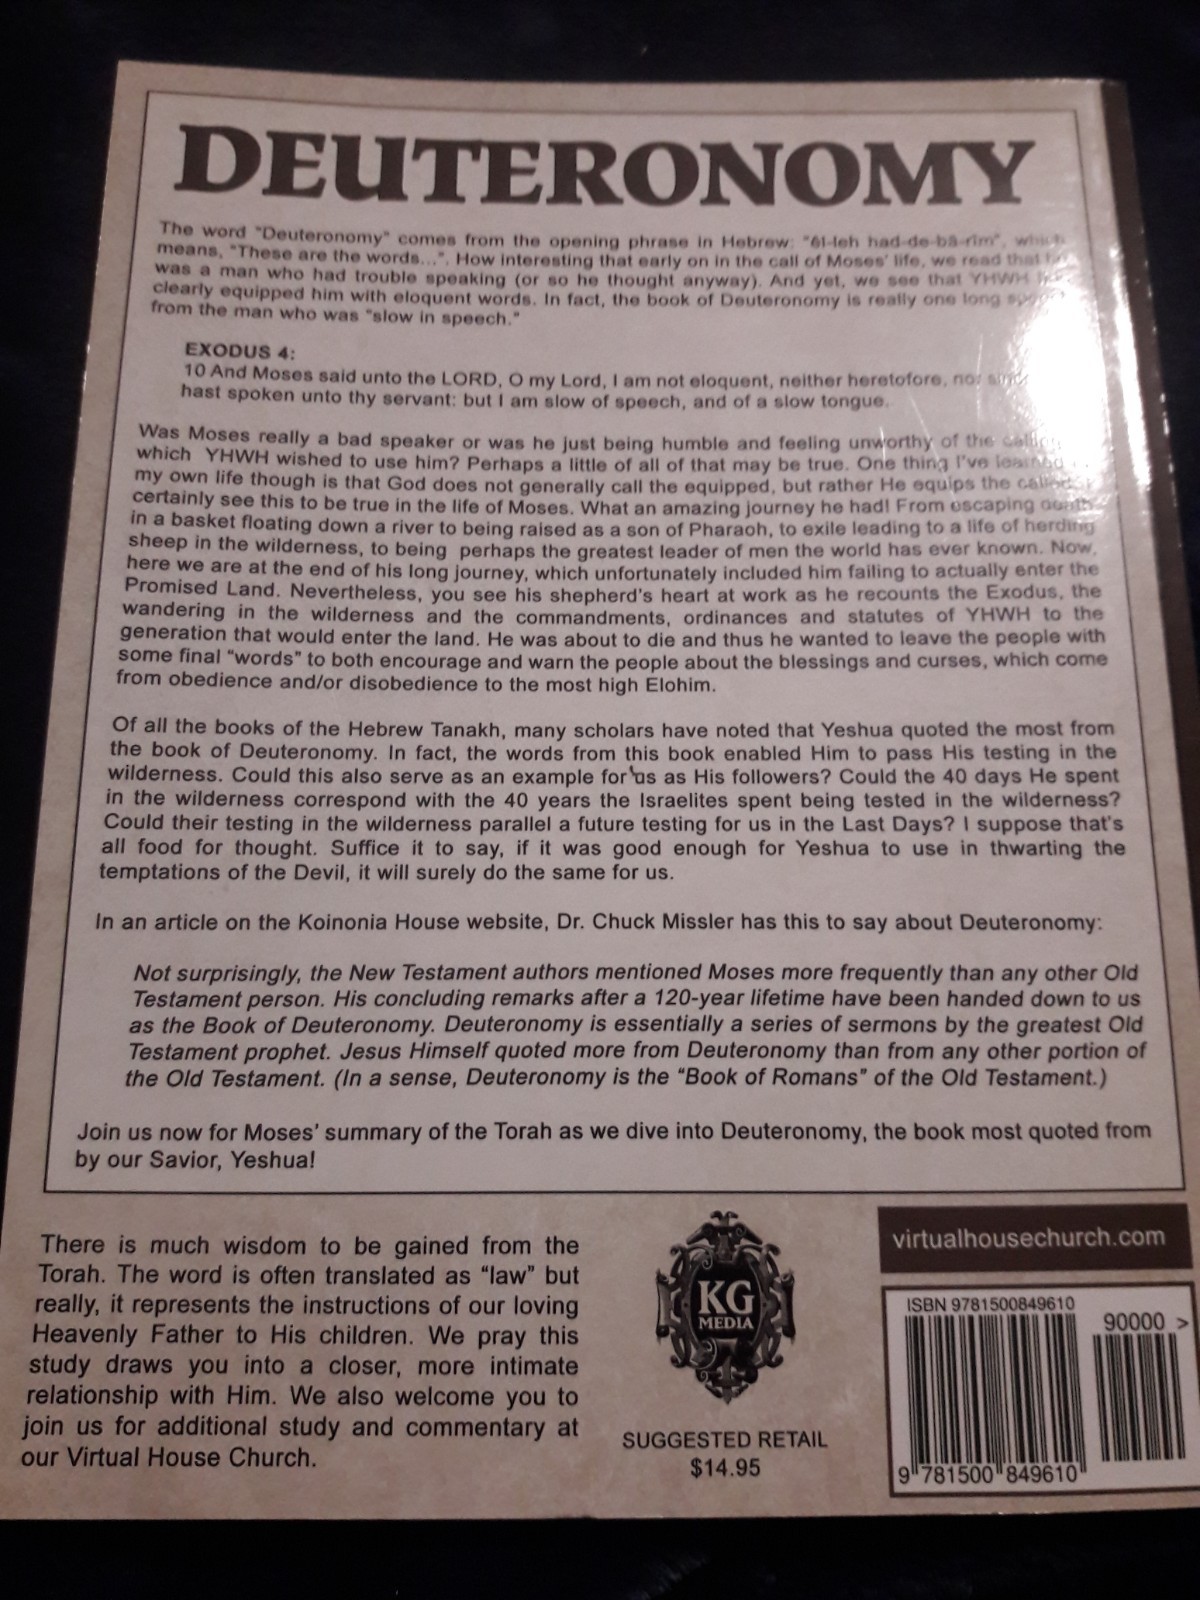 DEUTERONOMY
The word "Deuteronomy" comes from the opening phrase in Hebrew: "êl-leh had-de-bā-rîm", which
means, "These are the words...". How interesting that early on in the call of Moses' life, we read that
was a man who had trouble speaking (or so he thought anyway). And yet, we see that YHWH
clearly equipped him with eloquent words. In fact, the book of Deuteronomy is really one long
from the man who was "slow in speech."
EXODUS 4:
10 And Moses said unto the LORD, O my Lord, I am not eloquent, neither heretofore, nor
hast spoken unto thy servant: but I am slow of speech, and of a slow tongue.
Was Moses really a bad speaker or was he just being humble and feeling unworthy of the calling
which YHWH wished to use him? Perhaps a little of all of that may be true. One thing I've learned
my own life though is that God does not generally call the equipped, but rather He equips the called.
certainly see this to be true in the life of Moses. What an amazing journey he had! From escaping death
in a basket floating down a river to being raised as a son of Pharaoh, to exile leading to a life of herding
sheep in the wilderness, to being perhaps the greatest leader of men the world has ever known. Now,
here we are at the end of his long journey, which unfortunately included him failing to actually enter the
Promised Land. Nevertheless, you see his shepherd's heart at work as he recounts the Exodus, the
wandering in the wilderness and the commandments, ordinances and statutes of YHWH to the
generation that would enter the land. He was about to die and thus he wanted to leave the people with
some final "words" to both encourage and warn the people about the blessings and curses, which come
from obedience and/or disobedience to the most high Elohim.
Of all the books of the Hebrew Tanakh, many scholars have noted that Yeshua quoted the most from
the book of Deuteronomy. In fact, the words from this book enabled Him to pass His testing in the
wilderness. Could this also serve as an example for us as His followers? Could the 40 days He spent
in the wilderness correspond with the 40 years the Israelites spent being tested in the wilderness?
Could their testing in the wilderness parallel a future testing for us in the Last Days? I suppose that's
all food for thought. Suffice it to say, if it was good enough for Yeshua to use in thwarting the
temptations of the Devil, it will surely do the same for us.
In an article on the Koinonia House website, Dr. Chuck Missler has this to say about Deuteronomy:
Not surprisingly, the New Testament authors mentioned Moses more frequently than any other Old
Testament person. His concluding remarks after a 120-year lifetime have been handed down to us
as the Book of Deuteronomy. Deuteronomy is essentially a series of sermons by the greatest Old
Testament prophet. Jesus Himself quoted more from Deuteronomy than from any other portion of
the Old Testament. (In a sense, Deuteronomy is the "Book of Romans" of the Old Testament.)
Join us now for Moses' summary of the Torah as we dive into Deuteronomy, the book most quoted from
by our Savior, Yeshua!
There is much wisdom to be gained from the
Torah. The word is often translated as "law" but
really, it represents the instructions of our loving
Heavenly Father to His children. We pray this
study draws you into a closer, more intimate
relationship with Him. We also welcome you to
join us for additional study and commentary at
our Virtual House Church.
KG
MEDIA
SUGGESTED RETAIL
$14.95
virtualhousechurch.com
ISBN 9781500849610
90000 >
9 781500 849610